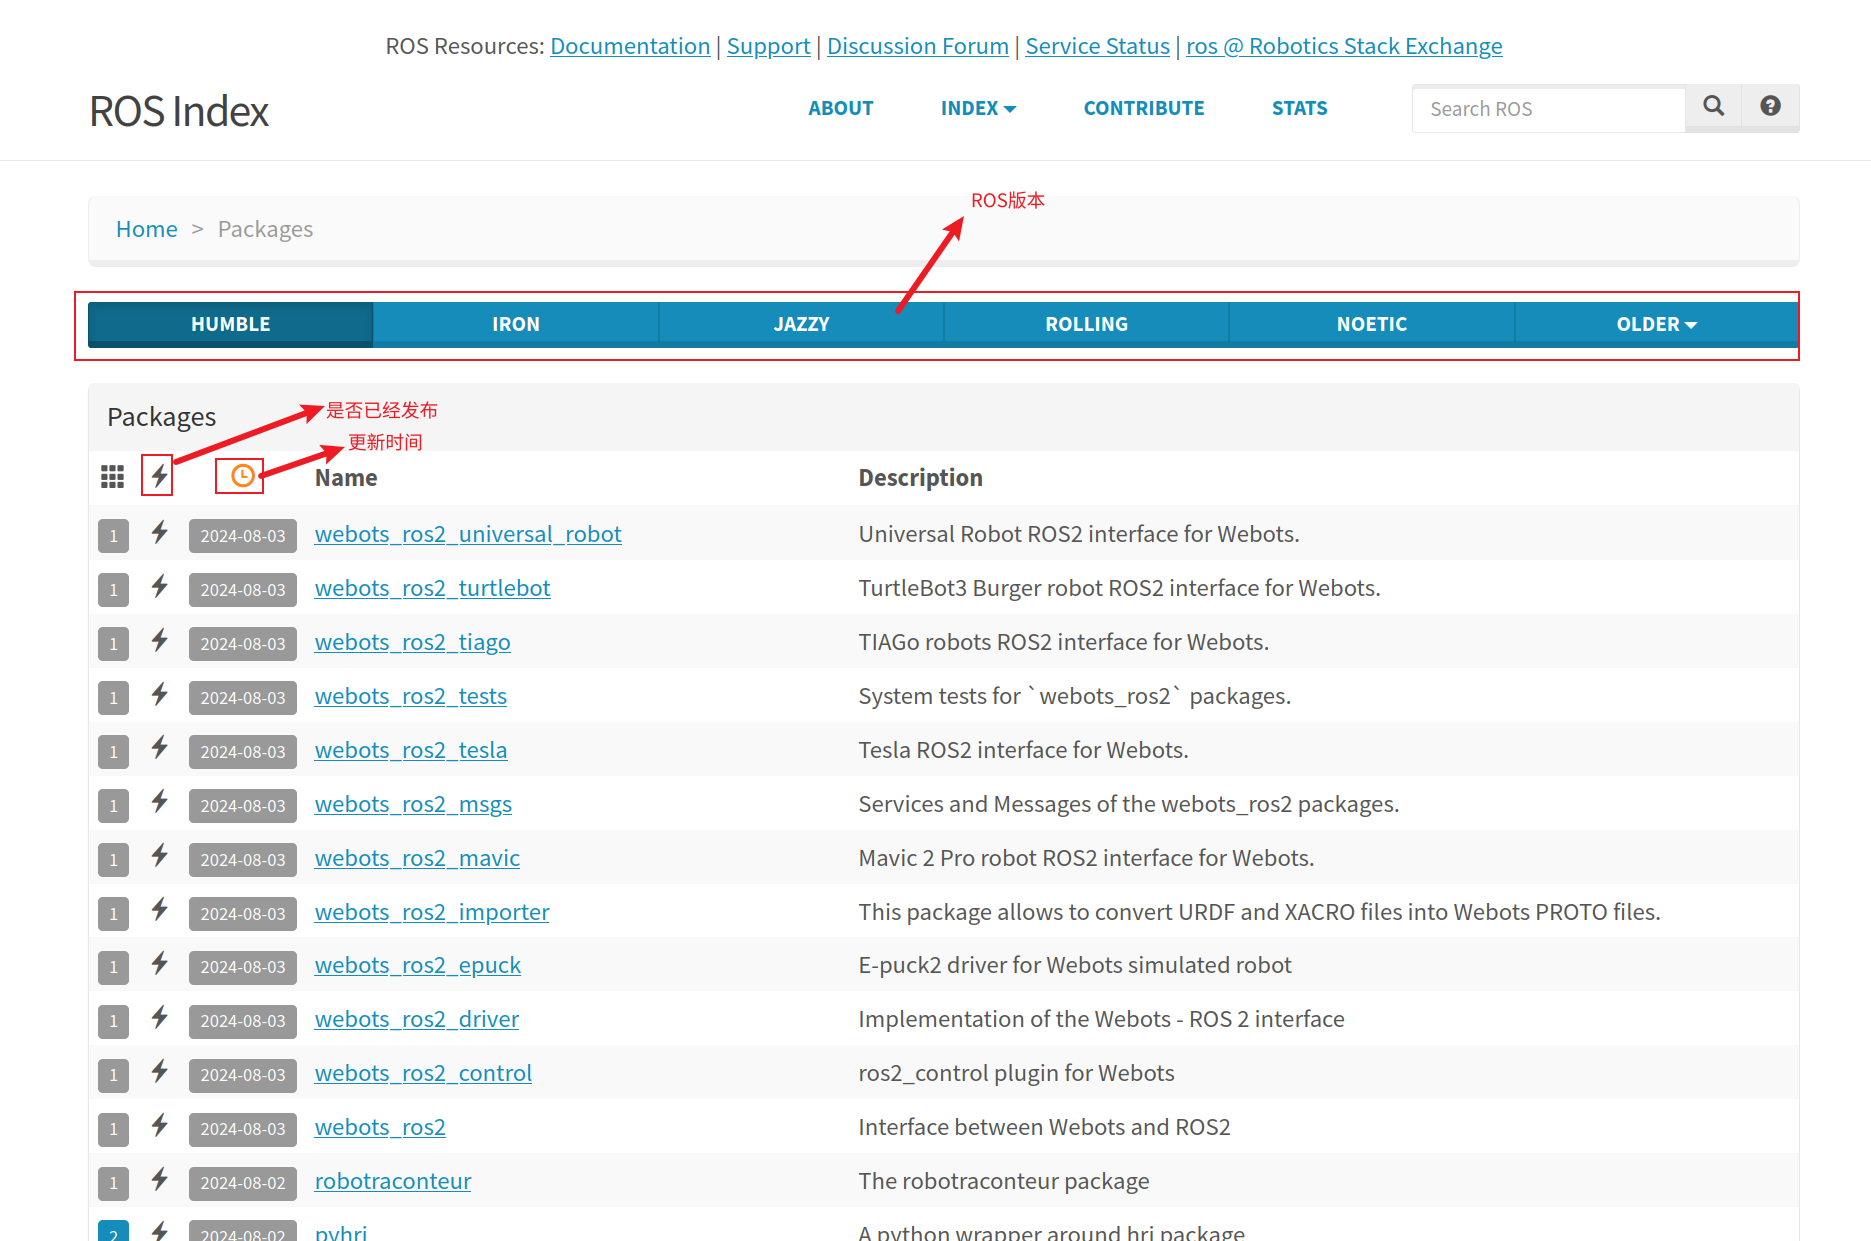 ROS Resources: Documentation | Support | Discussion Forum | Service Status | ros @ Robotics Stack Exchange
ROS Index
ABOUT INDEX CONTRIBUTE STATS Search ROS
ROS版本
Home > Packages
HUMBLE IRON JAZZY ROLLING NOETIC OLDER
Packages
是否已经发布
更新时间
Name Description
1 2024-08-03 webots_ros2_universal_robot Universal Robot ROS2 interface for Webots.
1 2024-08-03 webots_ros2_turtlebot TurtleBot3 Burger robot ROS2 interface for Webots.
1 2024-08-03 webots_ros2_tiago TIAGo robots ROS2 interface for Webots.
1 2024-08-03 webots_ros2_tests System tests for `webots_ros2` packages.
1 2024-08-03 webots_ros2_tesla Tesla ROS2 interface for Webots.
1 2024-08-03 webots_ros2_msgs Services and Messages of the webots_ros2 packages.
1 2024-08-03 webots_ros2_mavic Mavic 2 Pro robot ROS2 interface for Webots.
1 2024-08-03 webots_ros2_importer This package allows to convert URDF and XACRO files into Webots PROTO files.
1 2024-08-03 webots_ros2_epuck E-puck2 driver for Webots simulated robot
1 2024-08-03 webots_ros2_driver Implementation of the Webots - ROS 2 interface
1 2024-08-03 webots_ros2_control ros2_control plugin for Webots
1 2024-08-03 webots_ros2 Interface between Webots and ROS2
1 2024-08-02 robotraconteur The robotraconteur package
2 2024-08-02 pyhri A python wrapper around hri package